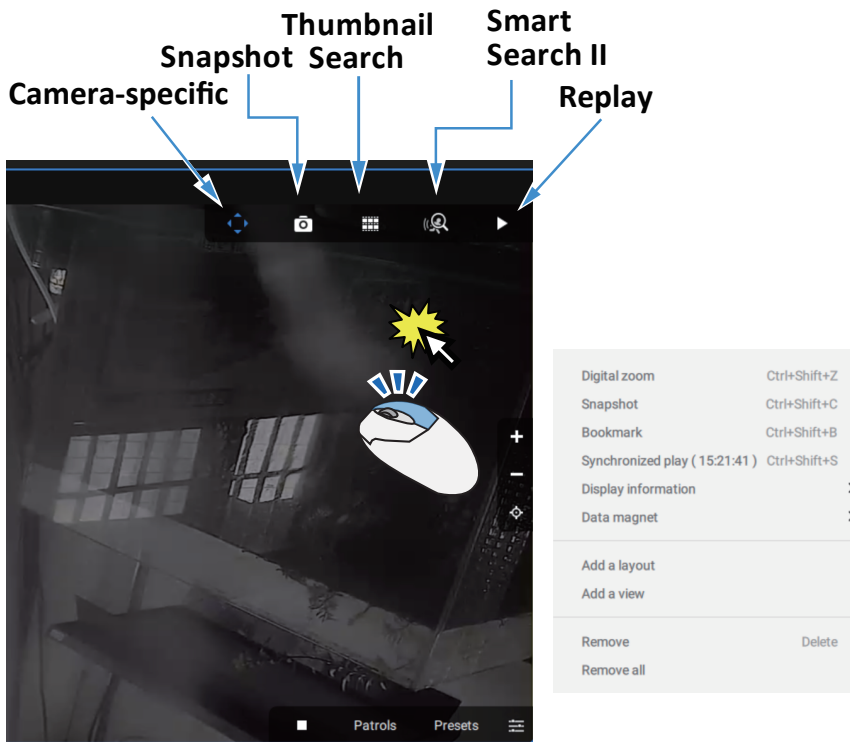 Thumbnail
Search
Smart
Search II
Snapshot
Camera-specific
Replay
Patrols
Presets
Digital zoom Ctrl+Shift+Z
Snapshot Ctrl+Shift+C
Bookmark Ctrl+Shift+B
Synchronized play ( 15:21:41 ) Ctrl+Shift+S
Display information
Data magnet
Add a layout
Add a view
Remove Delete
Remove all